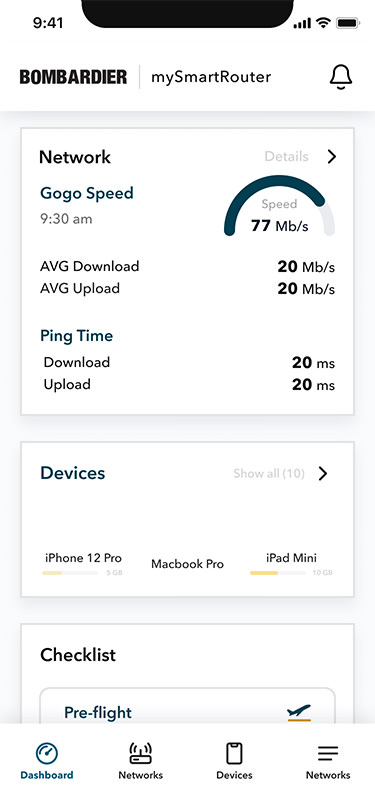 9:41
BOMBARDIER mySmartRouter
Network Details
Gogo Speed
9:30 am
Speed
77 Mb/s
AVG Download 20 Mb/s
AVG Upload 20 Mb/s
Ping Time
Download 20 ms
Upload 20 ms
Devices Show all (10)
iPhone 12 Pro Macbook Pro iPad Mini
5 GB 10 GB
Checklist
Pre-flight
Dashboard Networks Devices Networks